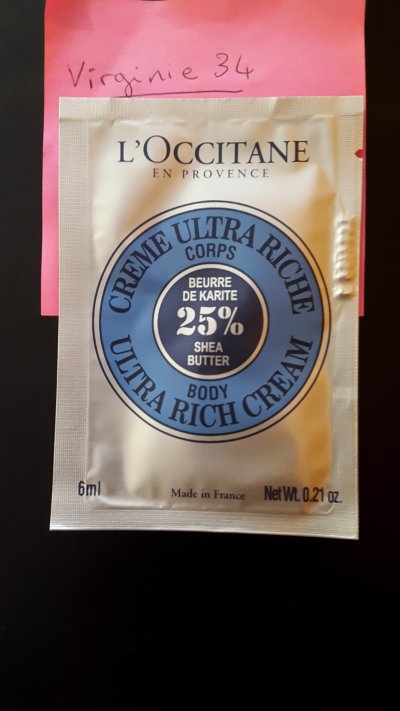 Virginie 34
L'OCCITANE
EN PROVENCE
CREME ULTRA RICHE
CORPS
BEURRE
DE KARITE
25%
SHEA
BUTTER
BODY
ULTRA RICH CREAM
6ml
Made in France
Net Wt. 0.21 oz.